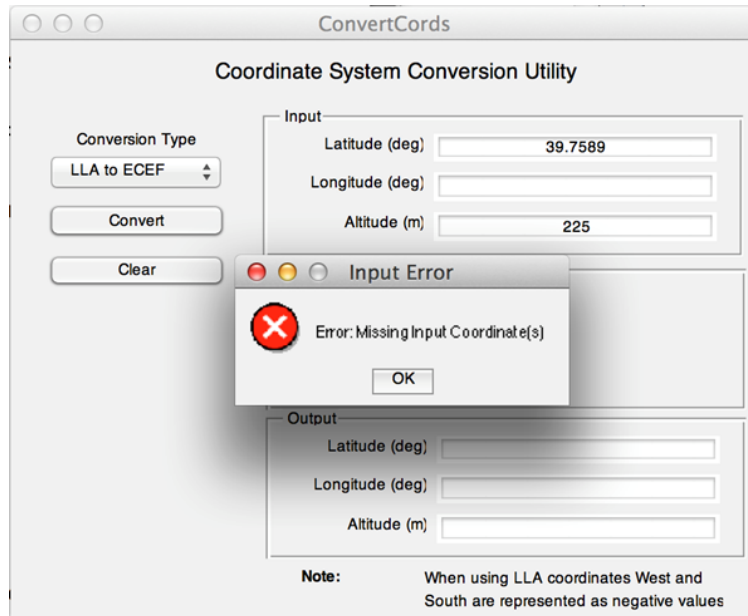 ConvertCords
Coordinate System Conversion Utility
Conversion Type
LLA to ECEF
Convert
Clear
Input
Latitude (deg) 39.7589
Longitude (deg)
Altitude (m) 225
Input Error
Error: Missing Input Coordinate(s)
OK
Output
Latitude (deg)
Longitude (deg)
Altitude (m)
Note: When using LLA coordinates West and
South are represented as negative values